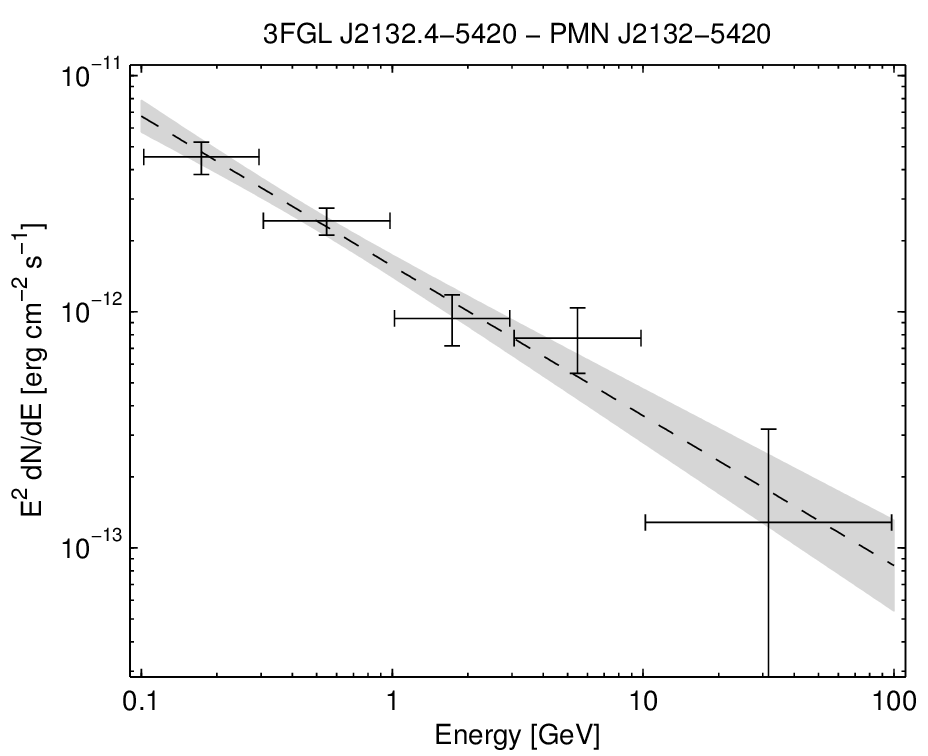 3FGL J2132.4−5420 − PMN J2132−5420
10⁻¹¹
10⁻¹²
10⁻¹³
E² dN/dE [erg cm⁻² s⁻¹]
0.1 1 10 100
Energy [GeV]